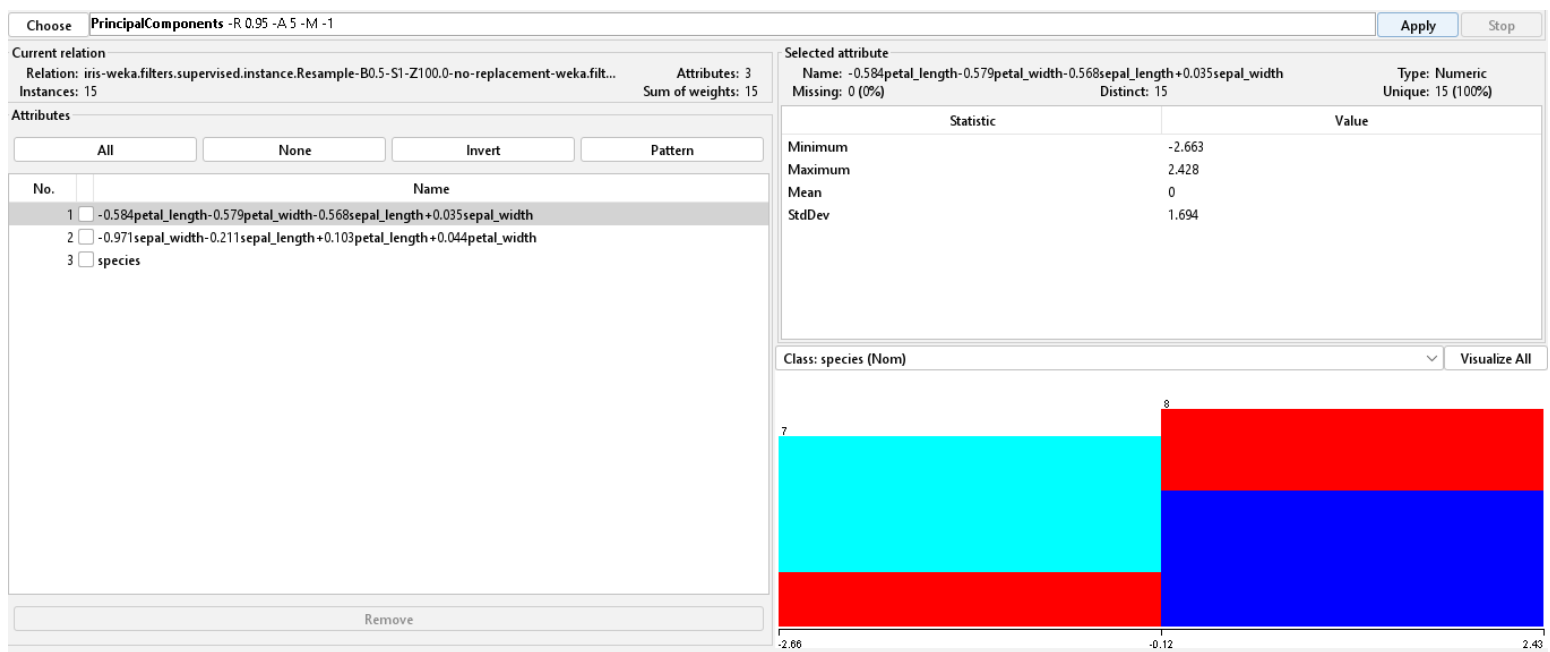 Choose PrincipalComponents -R 0.95 -A 5 -M -1 Apply Stop
Current relation
Relation: iris-weka.filters.supervised.instance.Resample-B0.5-S1-Z100.0-no-replacement-weka.filt... Attributes: 3
Instances: 15 Sum of weights: 15
Attributes
All None Invert Pattern
No. Name
1 -0.584petal_length-0.579petal_width-0.568sepal_length+0.035sepal_width
2 -0.971sepal_width-0.211sepal_length+0.103petal_length+0.044petal_width
3 species
Remove
Selected attribute
Name: -0.584petal_length-0.579petal_width-0.568sepal_length+0.035sepal_width Type: Numeric
Missing: 0 (0%) Distinct: 15 Unique: 15 (100%)
Statistic Value
Minimum -2.663
Maximum 2.428
Mean 0
StdDev 1.694
Class: species (Nom) Visualize All
8
7
-2.66 -0.12 2.43